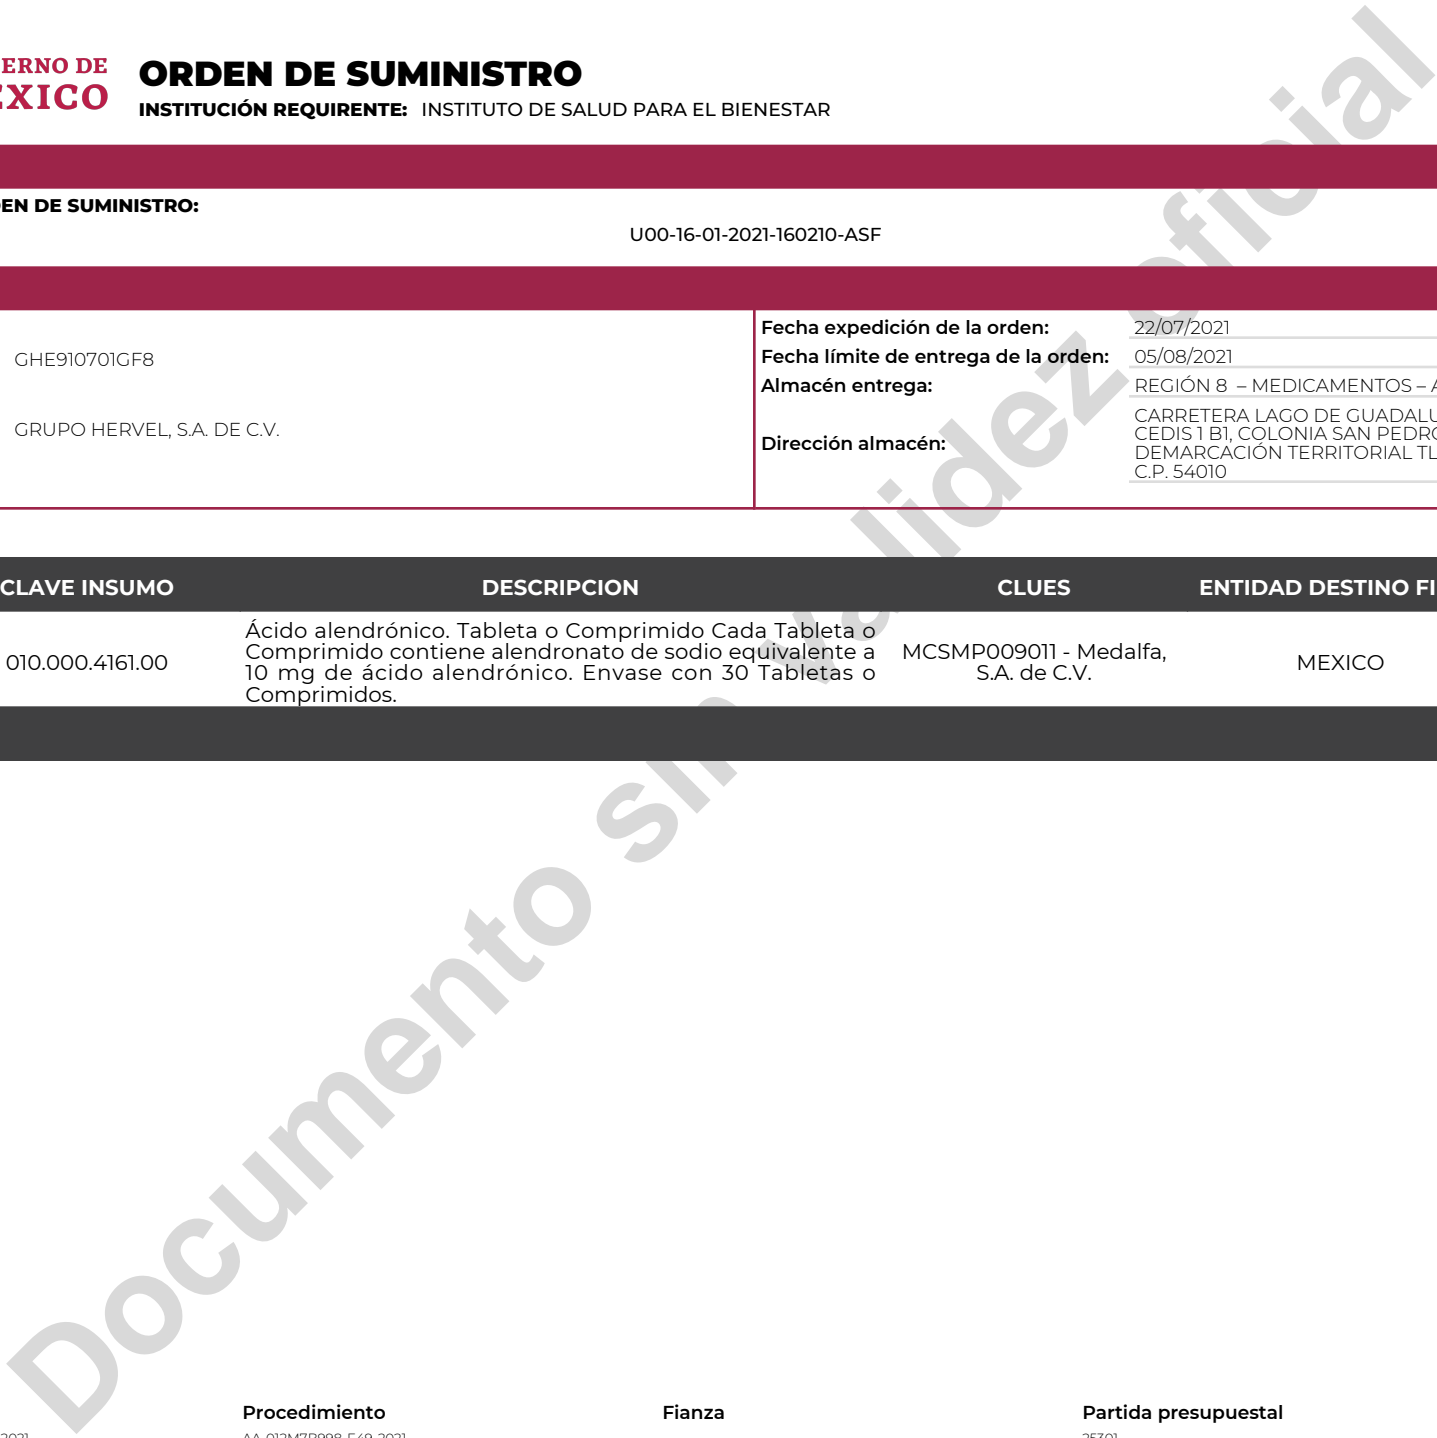 ERNO DE
ORDEN DE SUMINISTRO
INSTITUCIÓN REQUIRENTE: INSTITUTO DE SALUD PARA EL BIENESTAR
EXICO
EN DE SUMINISTRO:
U00-16-01-2021-160210-ASF
GHE910701GF8
GRUPO HERVEL, S.A. DE C.V.
Fecha expedición de la orden: 22/07/2021
Fecha límite de entrega de la orden: 05/08/2021
Almacén entrega: REGIÓN 8 – MEDICAMENTOS – A
Dirección almacén:
CARRETERA LAGO DE GUADALU
CEDIS 1 B1, COLONIA SAN PEDRO
DEMARCACIÓN TERRITORIAL TL
C.P. 54010
CLAVE INSUMO DESCRIPCION CLUES ENTIDAD DESTINO FI
010.000.4161.00
Ácido alendrónico. Tableta o Comprimido Cada Tableta o
Comprimido contiene alendronato de sodio equivalente a
10 mg de ácido alendrónico. Envase con 30 Tabletas o
Comprimidos.
MCSMP009011 - Medalfa,
S.A. de C.V.
MEXICO
Documento sin validez oficial
Procedimiento Fianza Partida presupuestal